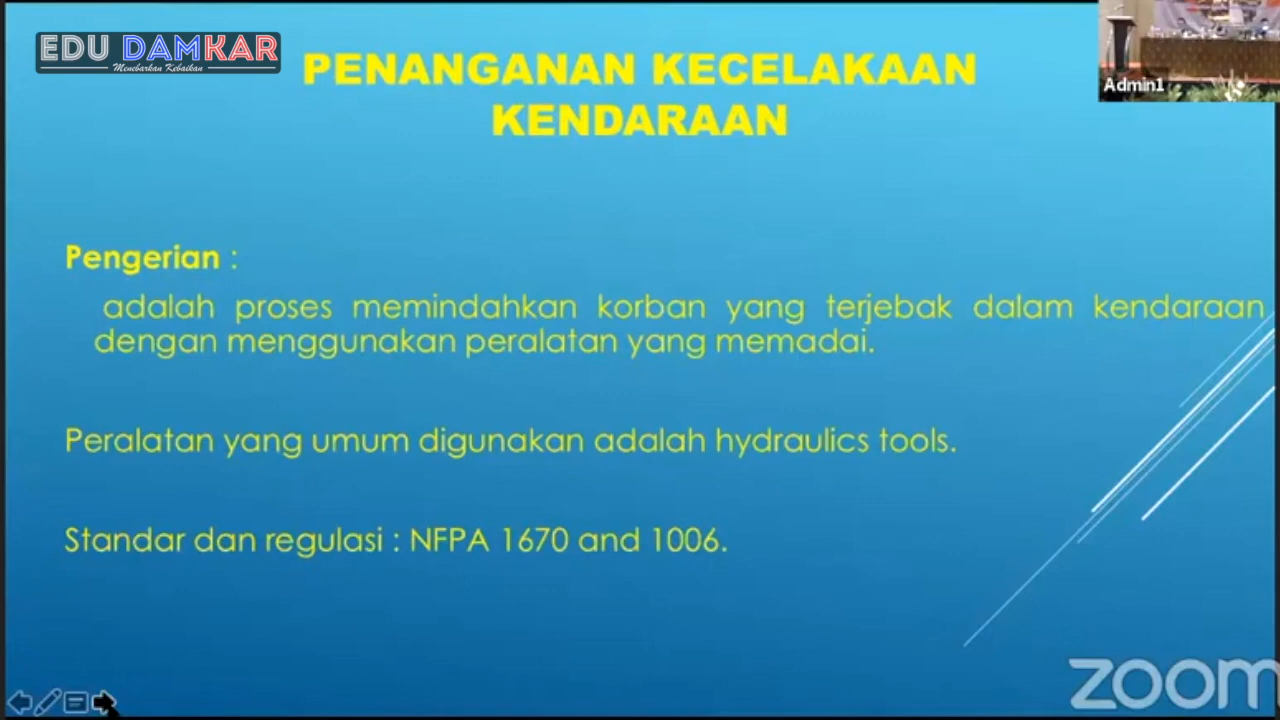 EDU DAMKAR
Menebarkan Kebaikan
PENANGANAN KECELAKAAN
KENDARAAN
Admin1
Pengerian :
adalah proses memindahkan korban yang terjebak dalam kendaraan
dengan menggunakan peralatan yang memadai.
Peralatan yang umum digunakan adalah hydraulics tools.
Standar dan regulasi : NFPA 1670 and 1006.
zoom